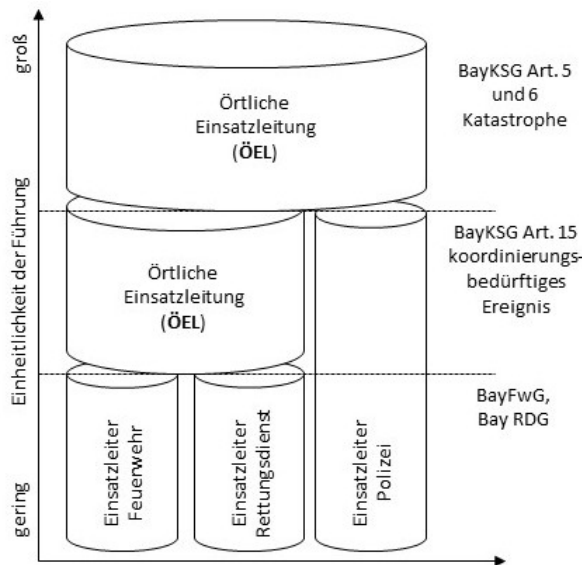 groß
Einheitlichkeit der Führung
gering
Örtliche
Einsatzleitung
(ÖEL)
BayKSG Art. 5
und 6
Katastrophe
Örtliche
Einsatzleitung
(ÖEL)
BayKSG Art. 15
koordinierungs-
bedürftiges
Ereignis
Einsatzleiter
Feuerwehr
Einsatzleiter
Rettungsdienst
Einsatzleiter
Polizei
BayFwG,
Bay RDG